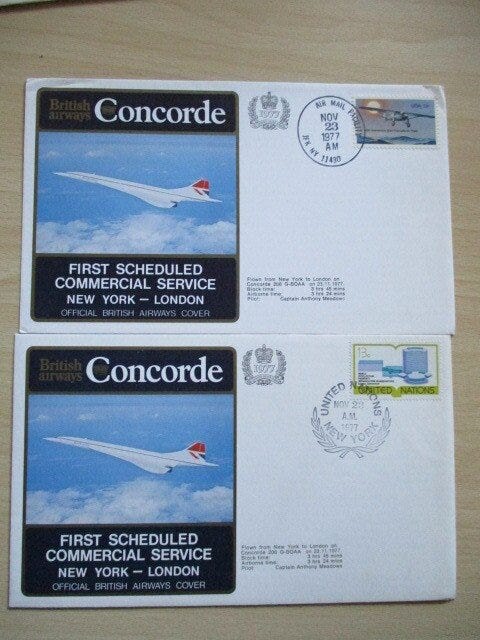 British airways Concorde
1977
AIR MAIL FACILITY
NOV
23
1977
AM
JFK NY 11430
USA 13c
FIRST SCHEDULED
COMMERCIAL SERVICE
NEW YORK – LONDON
OFFICIAL BRITISH AIRWAYS COVER
Flown from New York to London on
Concorde 206 G-BOAA on 23.11.1977.
Block time: 3 hrs 45 mins
Airborne time: 3 hrs 24 mins
Pilot: Captain Anthony Meadows
British airways Concorde
1977
13c
UNITED NATIONS
UNITED NATIONS
NOV 23
A.M.
1977
NEW YORK
FIRST SCHEDULED
COMMERCIAL SERVICE
NEW YORK – LONDON
OFFICIAL BRITISH AIRWAYS COVER
Flown from New York to London on
Concorde 206 G-BOAA on 23.11.1977.
Block time: 3 hrs 45 mins
Airborne time: 3 hrs 24 mins
Pilot: Captain Anthony Meadows